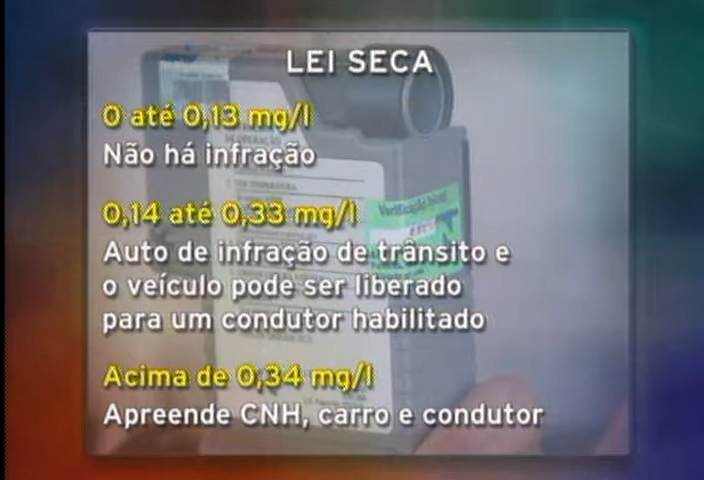 LEI SECA
0 até 0,13 mg/l
Não há infração
0,14 até 0,33 mg/l
Auto de infração de trânsito e
o veículo pode ser liberado
para um condutor habilitado
Acima de 0,34 mg/l
Apreende CNH, carro e condutor